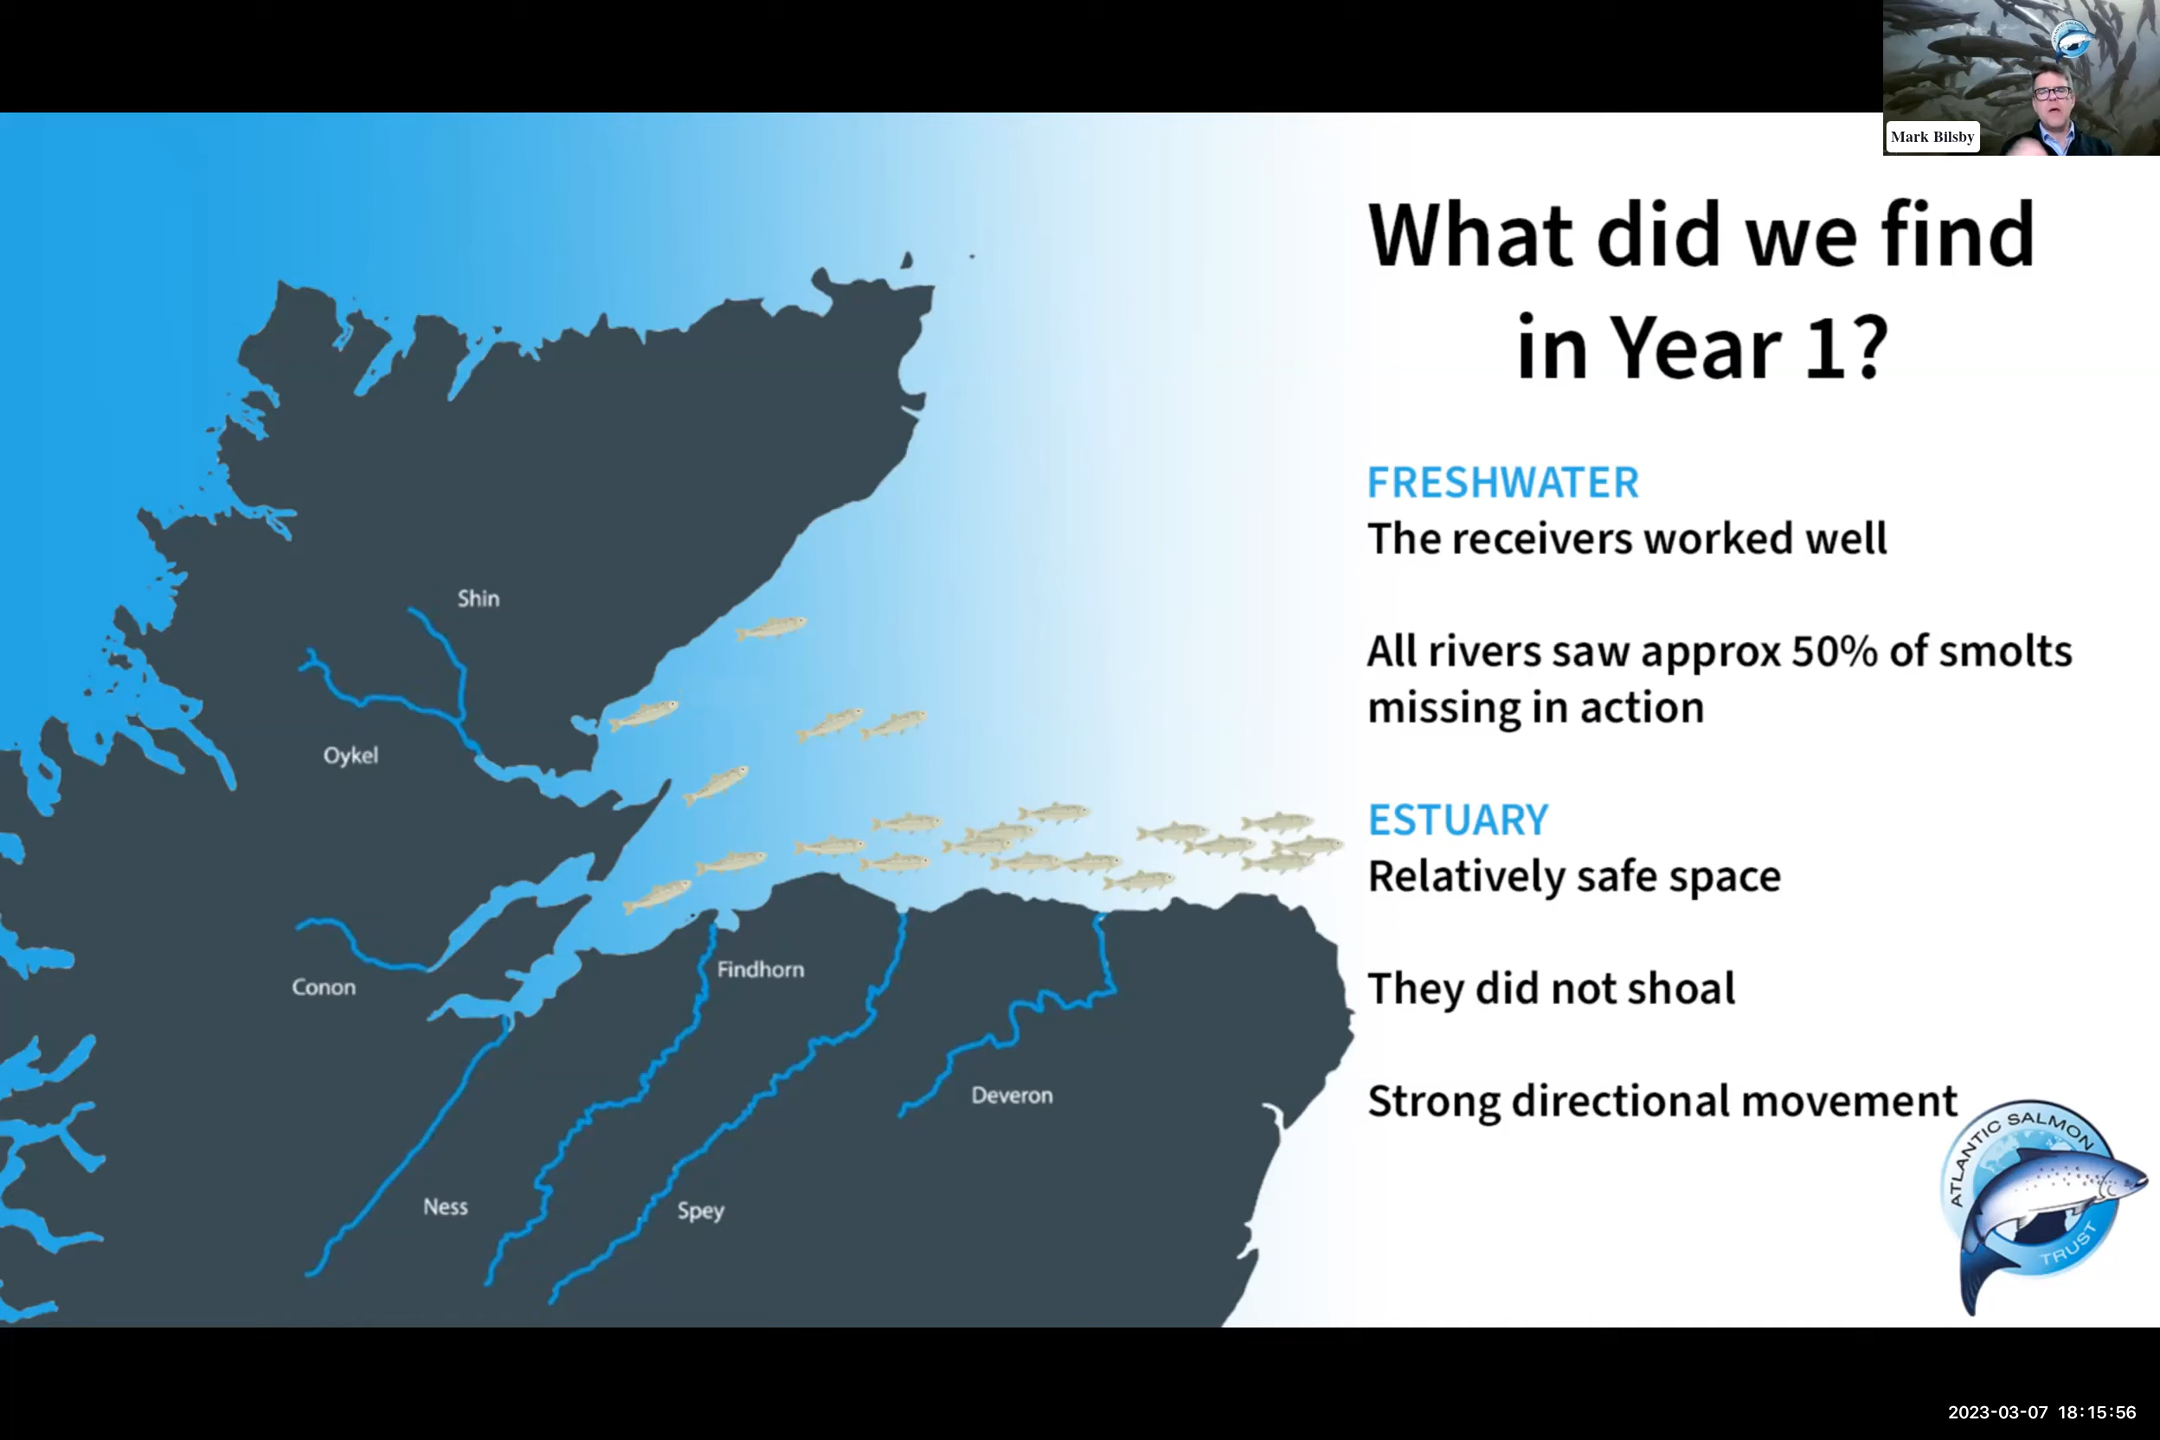 Mark Bilsby
What did we find
in Year 1?
FRESHWATER
The receivers worked well
All rivers saw approx 50% of smolts
missing in action
ESTUARY
Relatively safe space
They did not shoal
Strong directional movement
Shin
Oykel
Conon
Findhorn
Deveron
Ness
Spey
ATLANTIC SALMON
TRUST
2023-03-07 18:15:56